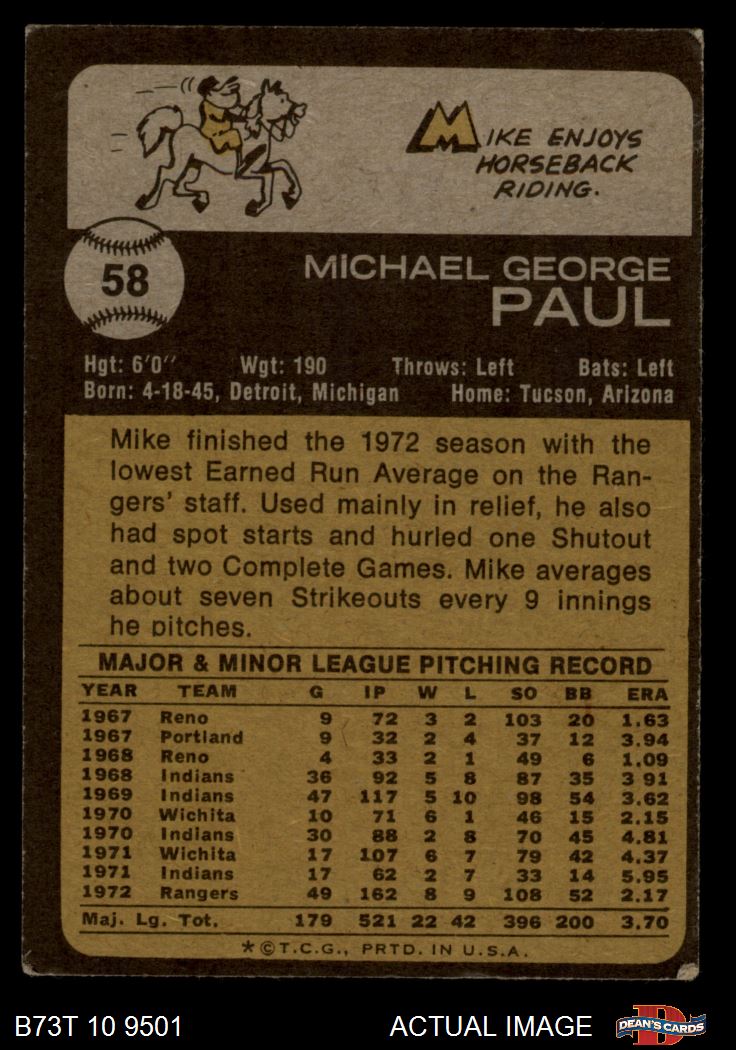 MIKE ENJOYS
HORSEBACK
RIDING.
58
MICHAEL GEORGE
PAUL
Hgt: 6'0" Wgt: 190 Throws: Left Bats: Left
Born: 4-18-45, Detroit, Michigan Home: Tucson, Arizona
Mike finished the 1972 season with the
lowest Earned Run Average on the Ran-
gers' staff. Used mainly in relief, he also
had spot starts and hurled one Shutout
and two Complete Games. Mike averages
about seven Strikeouts every 9 innings
he pitches.
MAJOR & MINOR LEAGUE PITCHING RECORD
YEAR TEAM G IP W L SO BB ERA
1967 Reno 9 72 3 2 103 20 1.63
1967 Portland 9 32 2 4 37 12 3.94
1968 Reno 4 33 2 1 49 6 1.09
1968 Indians 36 92 5 8 87 35 3 91
1969 Indians 47 117 5 10 98 54 3.62
1970 Wichita 10 71 6 1 46 15 2.15
1970 Indians 30 88 2 8 70 45 4.81
1971 Wichita 17 107 6 7 79 42 4.37
1971 Indians 17 62 2 7 33 14 5.95
1972 Rangers 49 162 8 9 108 52 2.17
Maj. Lg. Tot. 179 521 22 42 396 200 3.70
*©T.C.G., PRTD. IN U.S.A.
B73T 10 9501 ACTUAL IMAGE D DEAN'S CARDS